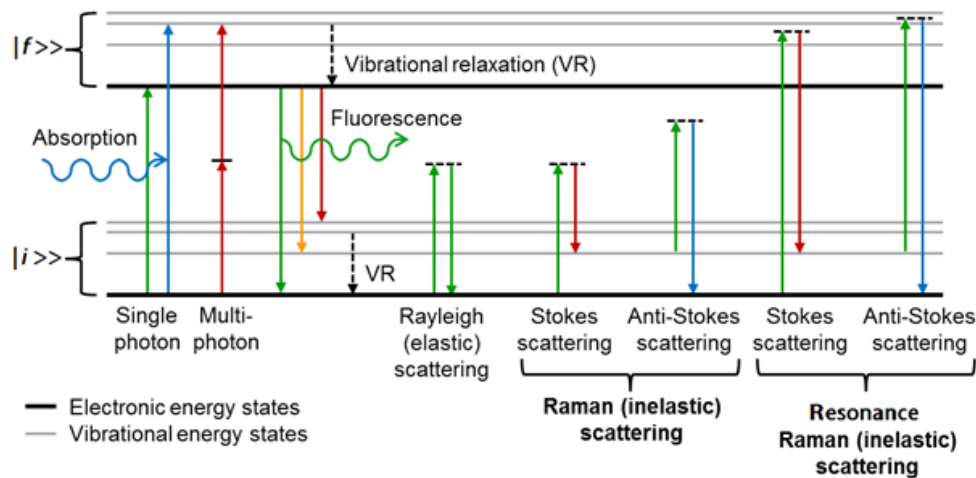 |f>>
Vibrational relaxation (VR)
Absorption
Fluorescence
|i>>
VR
Single
photon
Multi-
photon
Rayleigh
(elastic)
scattering
Stokes
scattering
Anti-Stokes
scattering
Stokes
scattering
Anti-Stokes
scattering
Raman (inelastic)
scattering
Resonance
Raman (inelastic)
scattering
Electronic energy states
Vibrational energy states